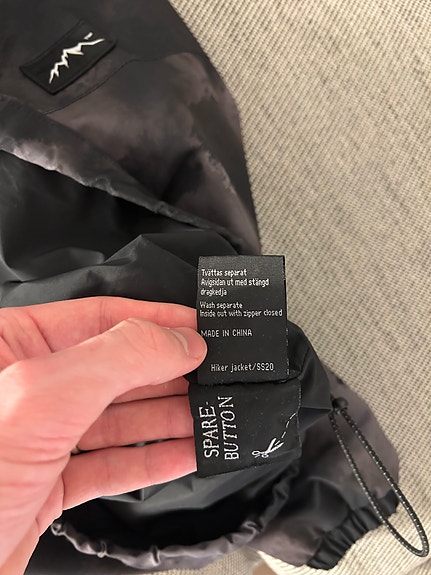 Tvättas separat
Avigsidan ut med stängd
dragkedja
Wash separate
Inside out with zipper closed
MADE IN CHINA
Hiker jacket/SS20
SPARE-
BUTTON